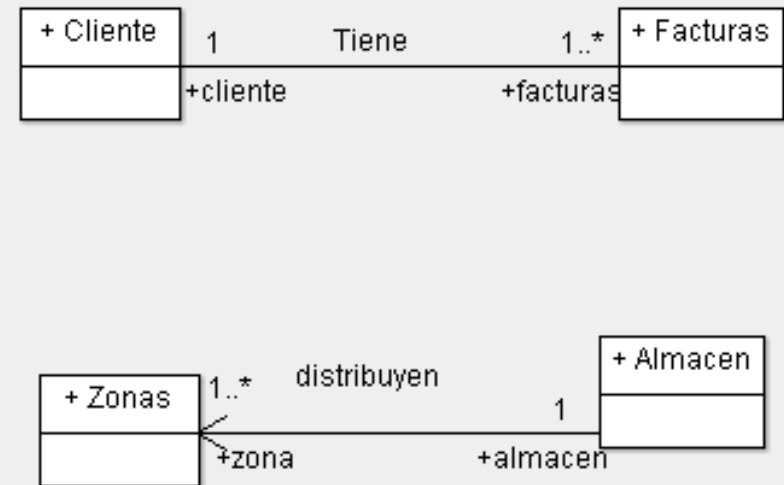 + Cliente
1
Tiene
1..*
+ Facturas
+cliente
+facturas
+ Zonas
1..*
distribuyen
1
+ Almacen
+zona
+almacen